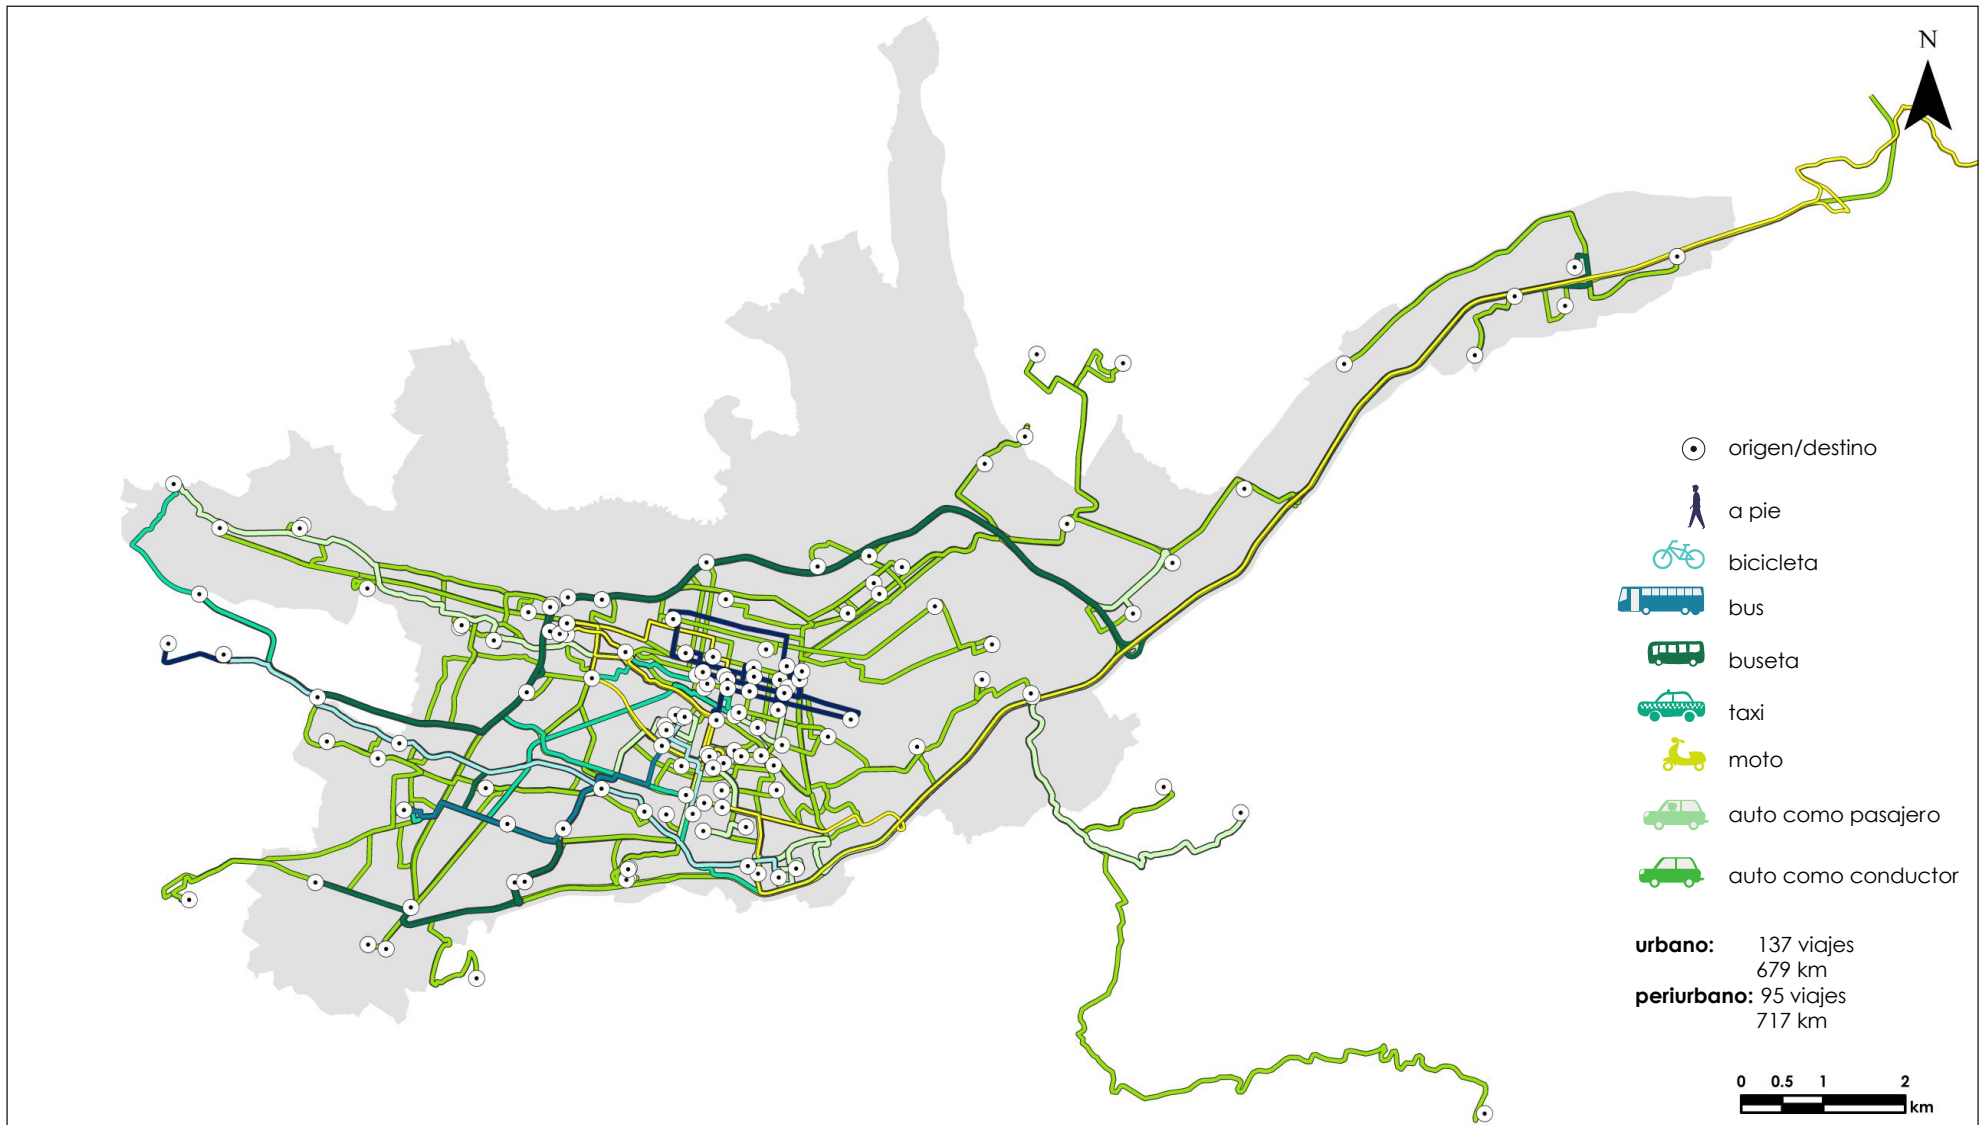 N
origen/destino
a pie
bicicleta
bus
buseta
taxi
moto
auto como pasajero
auto como conductor
urbano: 137 viajes
679 km
periurbano: 95 viajes
717 km
0 0.5 1 2
km